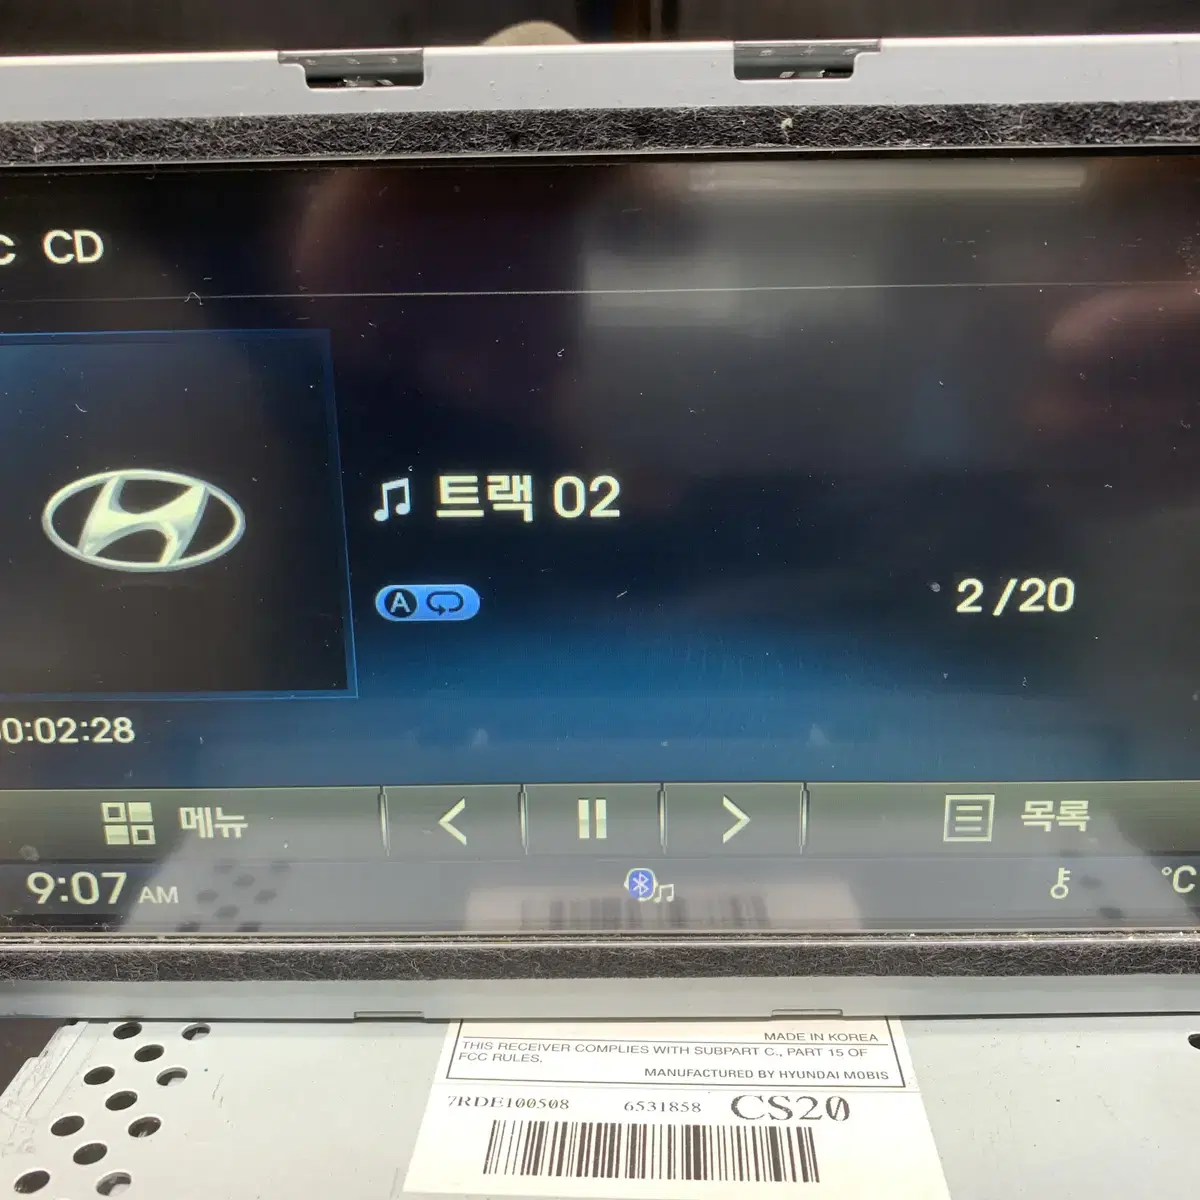 C CD
트랙 02
A
2 /20
0:02:28
메뉴
목록
9:07 AM
°C
MADE IN KOREA
THIS RECEIVER COMPLIES WITH SUBPART C., PART 15 OF
FCC RULES.
MANUFACTURED BY HYUNDAI MOBIS
7RDE100508 6531858 CS20